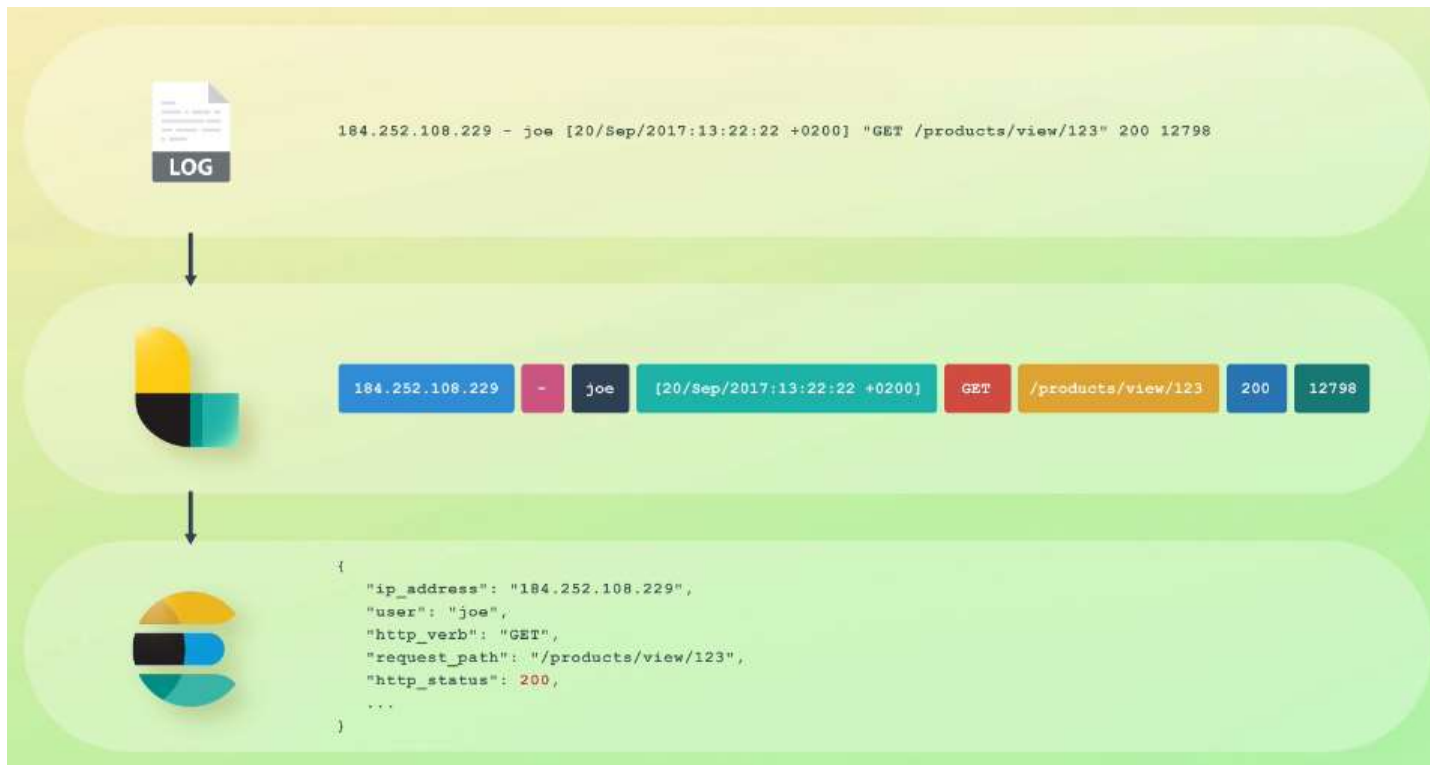 184.252.108.229 - joe [20/Sep/2017:13:22:22 +0200] "GET /products/view/123" 200 12798
LOG
184.252.108.229 - joe [20/Sep/2017:13:22:22 +0200] GET /products/view/123 200 12798
{
"ip_address": "184.252.108.229",
"user": "joe",
"http_verb": "GET",
"request_path": "/products/view/123",
"http_status": 200,
...
}